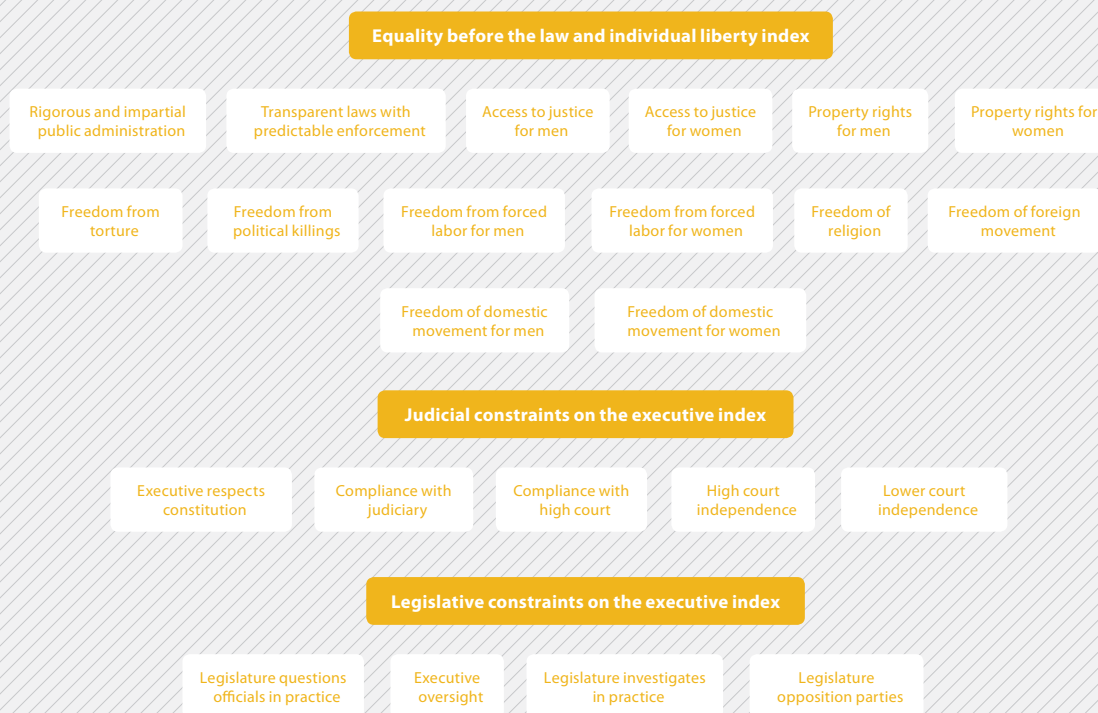 Equality before the law and individual liberty index
Rigorous and impartial
public administration
Transparent laws with
predictable enforcement
Access to justice
for men
Access to justice
for women
Property rights
for men
Property rights for
women
Freedom from
torture
Freedom from
political killings
Freedom from forced
labor for men
Freedom from forced
labor for women
Freedom of
religion
Freedom of foreign
movement
Freedom of domestic
movement for men
Freedom of domestic
movement for women
Judicial constraints on the executive index
Executive respects
constitution
Compliance with
judiciary
Compliance with
high court
High court
independence
Lower court
independence
Legislative constraints on the executive index
Legislature questions
officials in practice
Executive
oversight
Legislature investigates
in practice
Legislature
opposition parties